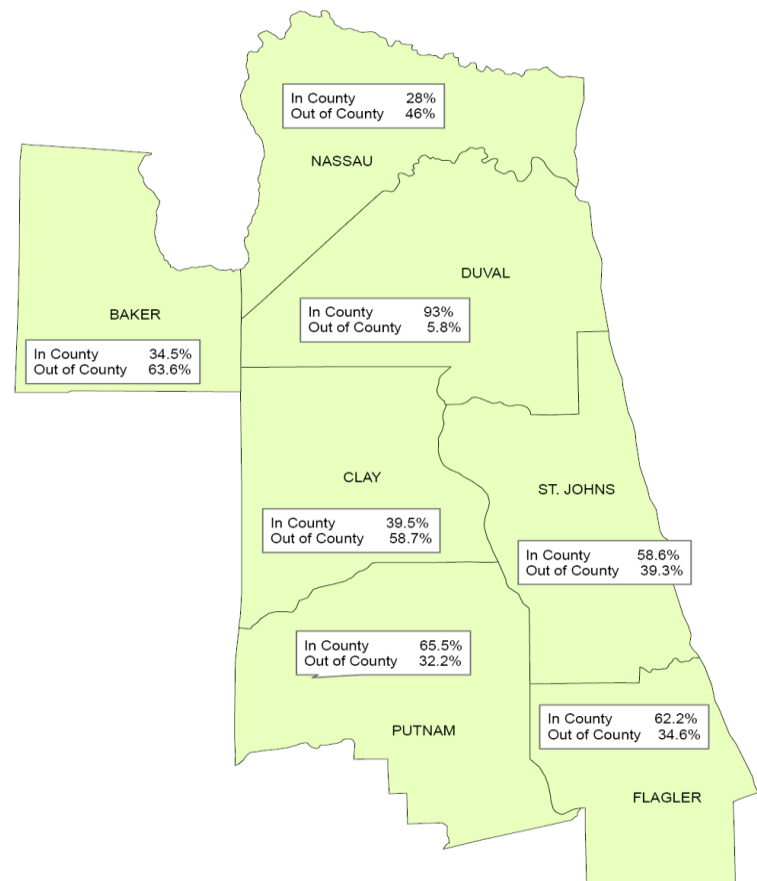 In County 28%
Out of County 46%
NASSAU
DUVAL
In County 93%
Out of County 5.8%
BAKER
In County 34.5%
Out of County 63.6%
CLAY
In County 39.5%
Out of County 58.7%
ST. JOHNS
In County 58.6%
Out of County 39.3%
In County 65.5%
Out of County 32.2%
PUTNAM
In County 62.2%
Out of County 34.6%
FLAGLER